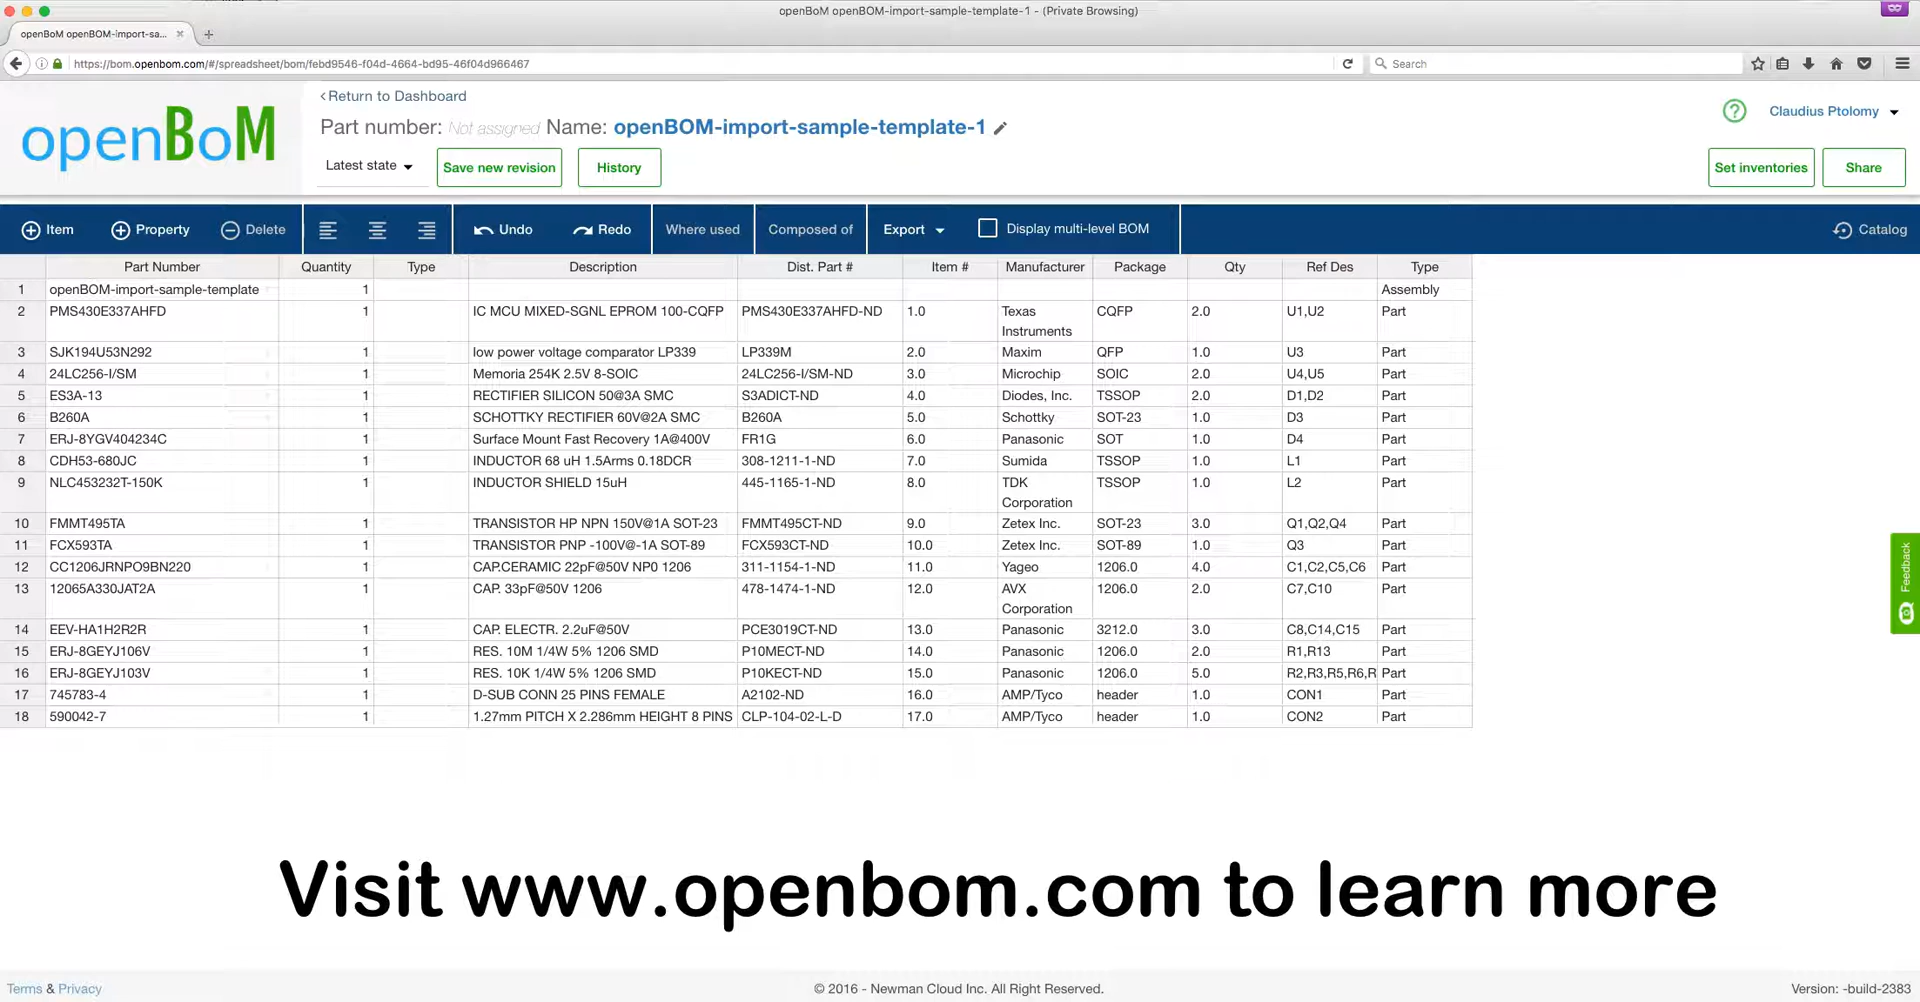 openBoM openBOM-import-sample-template-1 - (Private Browsing)
openBoM openBOM-import-sa...
https://bom.openbom.com/#/spreadsheet/bom/febd9546-f04d-4664-bd95-46f04d966467
Search
Return to Dashboard
openBoM
Part number: Not assigned Name: openBOM-import-sample-template-1
Claudius Ptolomy
Latest state Save new revision History Set inventories Share
Item Property Delete Undo Redo Where used Composed of Export Display multi-level BOM Catalog
Part Number Quantity Type Description Dist. Part # Item # Manufacturer Package Qty Ref Des Type
1 openBOM-import-sample-template 1 Assembly
2 PMS430E337AHFD 1 IC MCU MIXED-SGNL EPROM 100-CQFP PMS430E337AHFD-ND 1.0 Texas Instruments CQFP 2.0 U1,U2 Part
3 SJK194U53N292 1 low power voltage comparator LP339 LP339M 2.0 Maxim QFP 1.0 U3 Part
4 24LC256-I/SM 1 Memoria 254K 2.5V 8-SOIC 24LC256-I/SM-ND 3.0 Microchip SOIC 2.0 U4,U5 Part
5 ES3A-13 1 RECTIFIER SILICON 50@3A SMC S3ADICT-ND 4.0 Diodes, Inc. TSSOP 2.0 D1,D2 Part
6 B260A 1 SCHOTTKY RECTIFIER 60V@2A SMC B260A 5.0 Schottky SOT-23 1.0 D3 Part
7 ERJ-8YGV404234C 1 Surface Mount Fast Recovery 1A@400V FR1G 6.0 Panasonic SOT 1.0 D4 Part
8 CDH53-680JC 1 INDUCTOR 68 uH 1.5Arms 0.18DCR 308-1211-1-ND 7.0 Sumida TSSOP 1.0 L1 Part
9 NLC453232T-150K 1 INDUCTOR SHIELD 15uH 445-1165-1-ND 8.0 TDK Corporation TSSOP 1.0 L2 Part
10 FMMT495TA 1 TRANSISTOR HP NPN 150V@1A SOT-23 FMMT495CT-ND 9.0 Zetex Inc. SOT-23 3.0 Q1,Q2,Q4 Part
11 FCX593TA 1 TRANSISTOR PNP -100V@-1A SOT-89 FCX593CT-ND 10.0 Zetex Inc. SOT-89 1.0 Q3 Part
12 CC1206JRNPO9BN220 1 CAP.CERAMIC 22pF@50V NP0 1206 311-1154-1-ND 11.0 Yageo 1206.0 4.0 C1,C2,C5,C6 Part
13 12065A330JAT2A 1 CAP. 33pF@50V 1206 478-1474-1-ND 12.0 AVX Corporation 1206.0 2.0 C7,C10 Part
14 EEV-HA1H2R2R 1 CAP. ELECTR. 2.2uF@50V PCE3019CT-ND 13.0 Panasonic 3212.0 3.0 C8,C14,C15 Part
15 ERJ-8GEYJ106V 1 RES. 10M 1/4W 5% 1206 SMD P10MECT-ND 14.0 Panasonic 1206.0 2.0 R1,R13 Part
16 ERJ-8GEYJ103V 1 RES. 10K 1/4W 5% 1206 SMD P10KECT-ND 15.0 Panasonic 1206.0 5.0 R2,R3,R5,R6,R Part
17 745783-4 1 D-SUB CONN 25 PINS FEMALE A2102-ND 16.0 AMP/Tyco header 1.0 CON1 Part
18 590042-7 1 1.27mm PITCH X 2.286mm HEIGHT 8 PINS CLP-104-02-L-D 17.0 AMP/Tyco header 1.0 CON2 Part
Feedback
Visit www.openbom.com to learn more
Terms & Privacy © 2016 - Newman Cloud Inc. All Right Reserved. Version: -build-2383